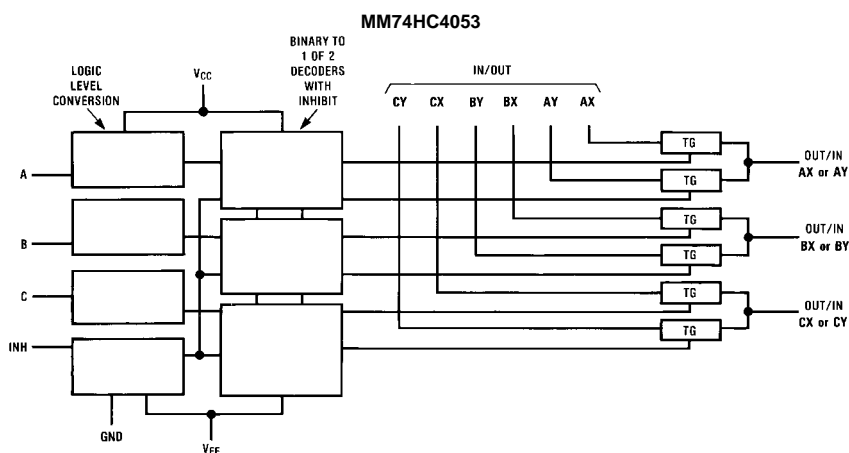 MM74HC4053
BINARY TO
1 OF 2
DECODERS
WITH
INHIBIT
LOGIC
LEVEL
CONVERSION
VCC
IN/OUT
CY CX BY BX AY AX
A
B
C
INH
GND
VEE
TG
TG
TG
TG
TG
TG
OUT/IN
AX or AY
OUT/IN
BX or BY
OUT/IN
CX or CY